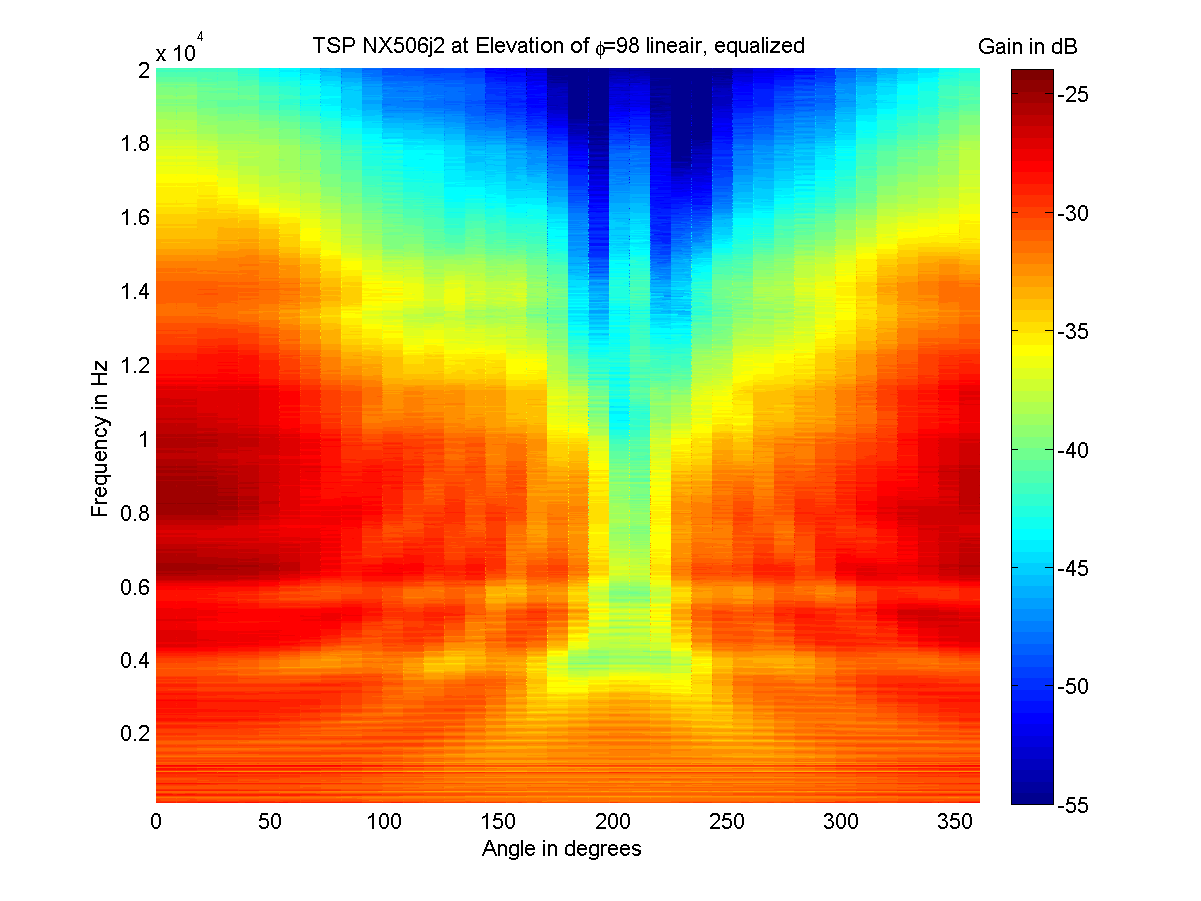 TSP NX506j2 at Elevation of ϕ=98 lineair, equalized
Gain in dB
x 10^4
2
1.8
1.6
1.4
1.2
1
0.8
0.6
0.4
0.2
Frequency in Hz
0 50 100 150 200 250 300 350
Angle in degrees
-25
-30
-35
-40
-45
-50
-55